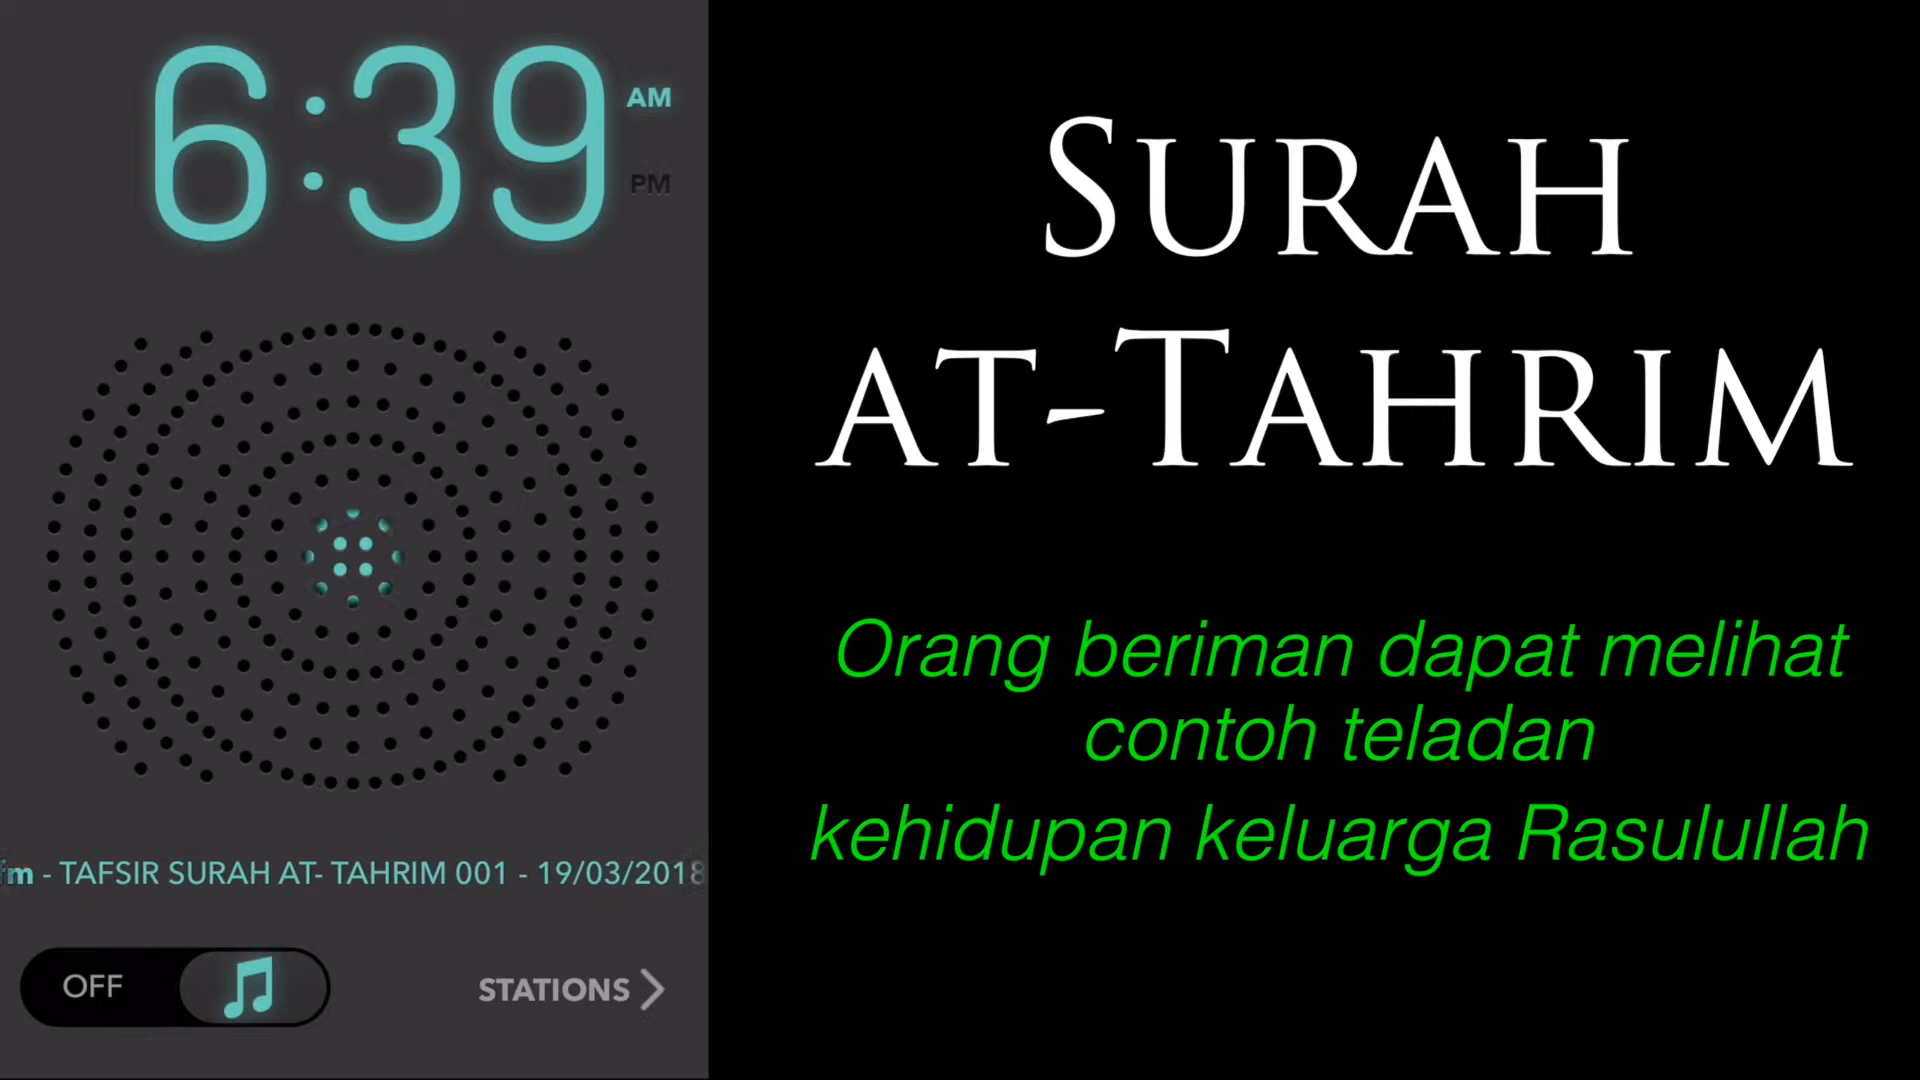 6:39
AM
PM
fm - TAFSIR SURAH AT- TAHRIM 001 - 19/03/2018
OFF
STATIONS
SURAH
AT-TAHRIM
Orang beriman dapat melihat
contoh teladan
kehidupan keluarga Rasulullah